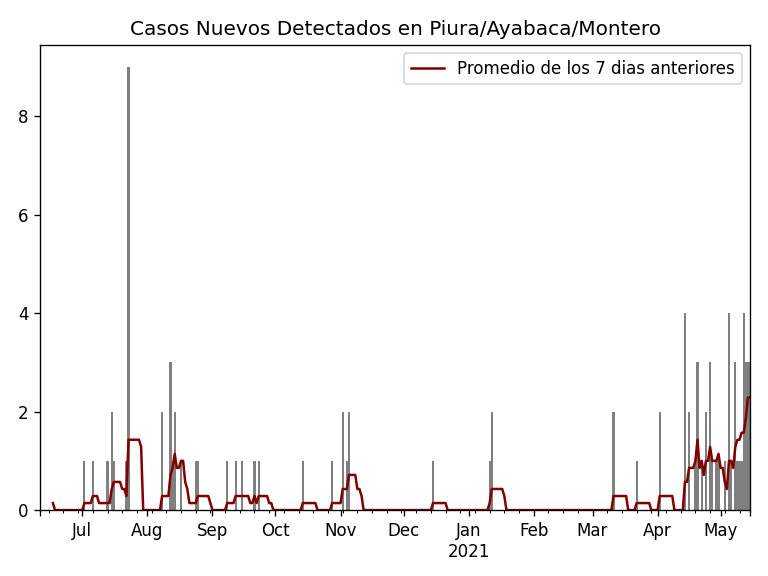 Casos Nuevos Detectados en Piura/Ayabaca/Montero
Promedio de los 7 dias anteriores
8
6
4
2
0
Jul Aug Sep Oct Nov Dec Jan Feb Mar Apr May
2021